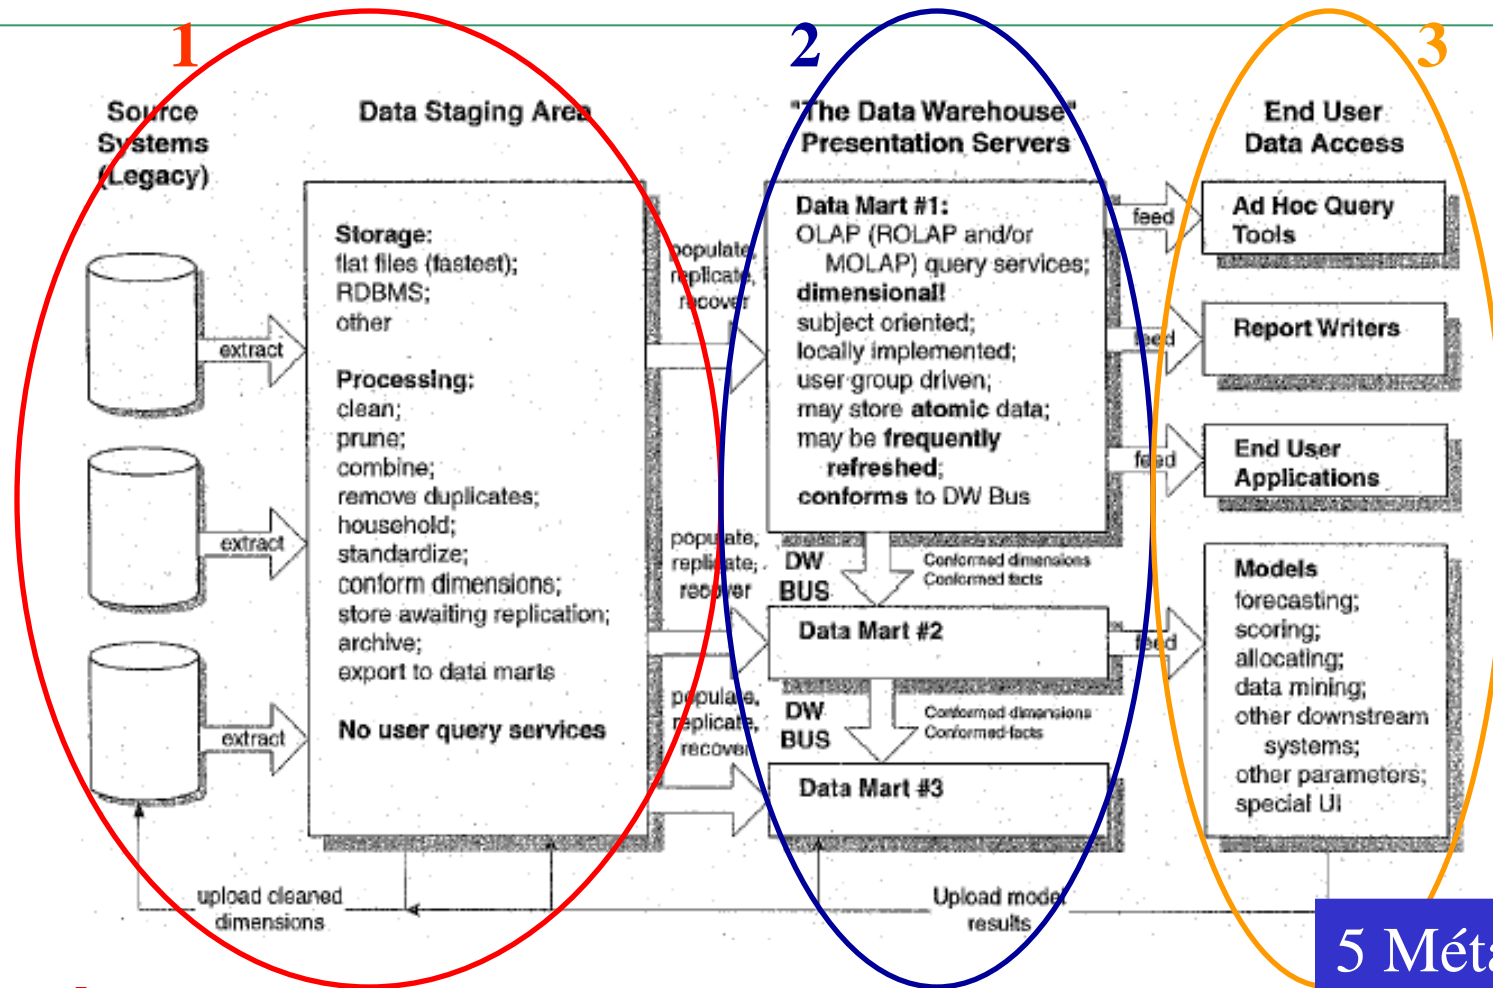 1
2
3
Source
Systems
(Legacy)
Data Staging Area
"The Data Warehouse"
Presentation Servers
End User
Data Access
extract
extract
extract
Storage:
flat files (fastest);
RDBMS;
other
Processing:
clean;
prune;
combine;
remove duplicates;
household;
standardize;
conform dimensions;
store awaiting replication;
archive;
export to data marts
No user query services
populate,
replicate,
recover
populate,
replicate,
recover
populate,
replicate,
recover
Data Mart #1:
OLAP (ROLAP and/or
MOLAP) query services;
dimensional!
subject oriented;
locally implemented;
user group driven;
may store atomic data;
may be frequently
refreshed;
conforms to DW Bus
DW
BUS
Conformed dimensions
Conformed facts
Data Mart #2
DW
BUS
Conformed dimensions
Conformed facts
Data Mart #3
feed
feed
feed
feed
Ad Hoc Query
Tools
Report Writers
End User
Applications
Models
forecasting;
scoring;
allocating;
data mining;
other downstream
systems;
other parameters;
special UI
upload cleaned
dimensions
Upload model
results
5 Méta